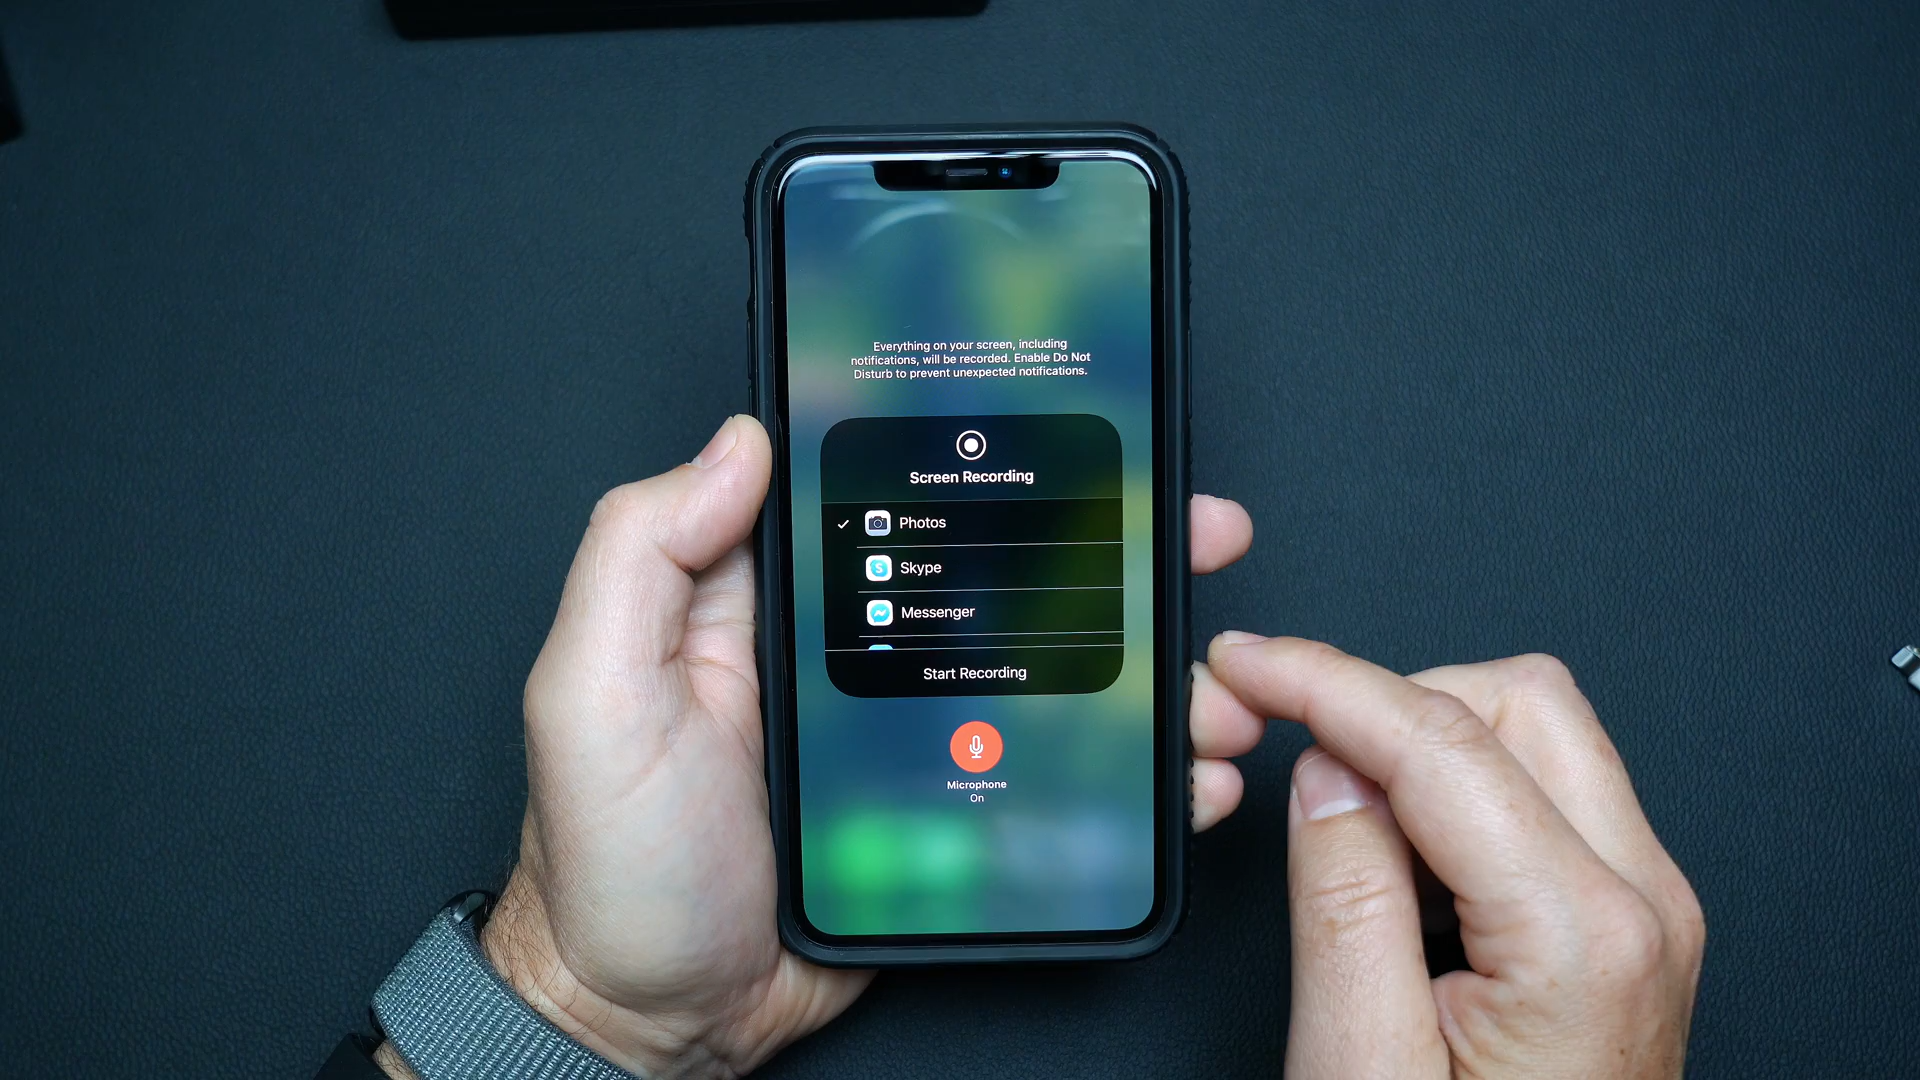 Everything on your screen, including
notifications, will be recorded. Enable Do Not
Disturb to prevent unexpected notifications.
Screen Recording
Photos
S
Skype
Messenger
Start Recording
Microphone
On